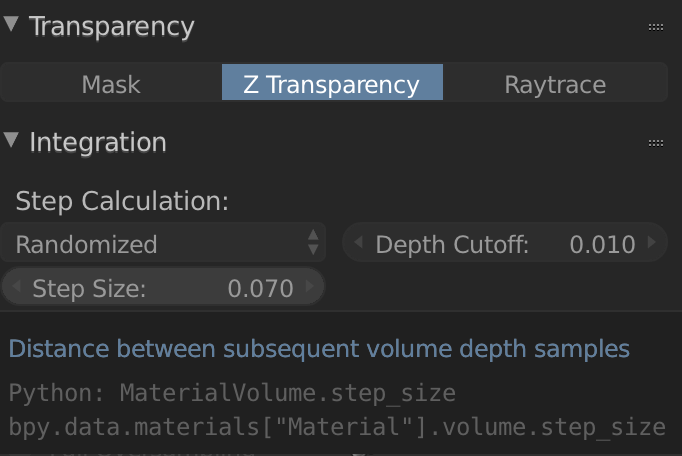 Transparency
Mask Z Transparency Raytrace
Integration
Step Calculation:
Randomized Depth Cutoff: 0.010
Step Size: 0.070
Distance between subsequent volume depth samples
Python: MaterialVolume.step_size
bpy.data.materials["Material"].volume.step_size